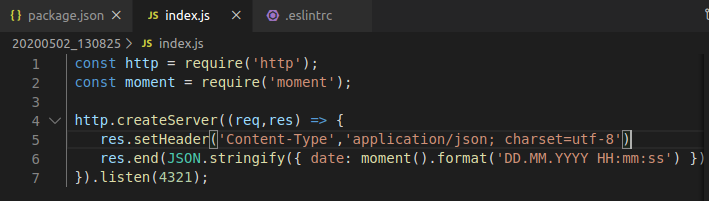 package.json JS index.js .eslintrc
20200502_130825 > JS index.js
1 const http = require('http');
2 const moment = require('moment');
3
4 http.createServer((req,res) => {
5 res.setHeader('Content-Type','application/json; charset=utf-8')
6 res.end(JSON.stringify({ date: moment().format('DD.MM.YYYY HH:mm:ss') })
7 }).listen(4321);